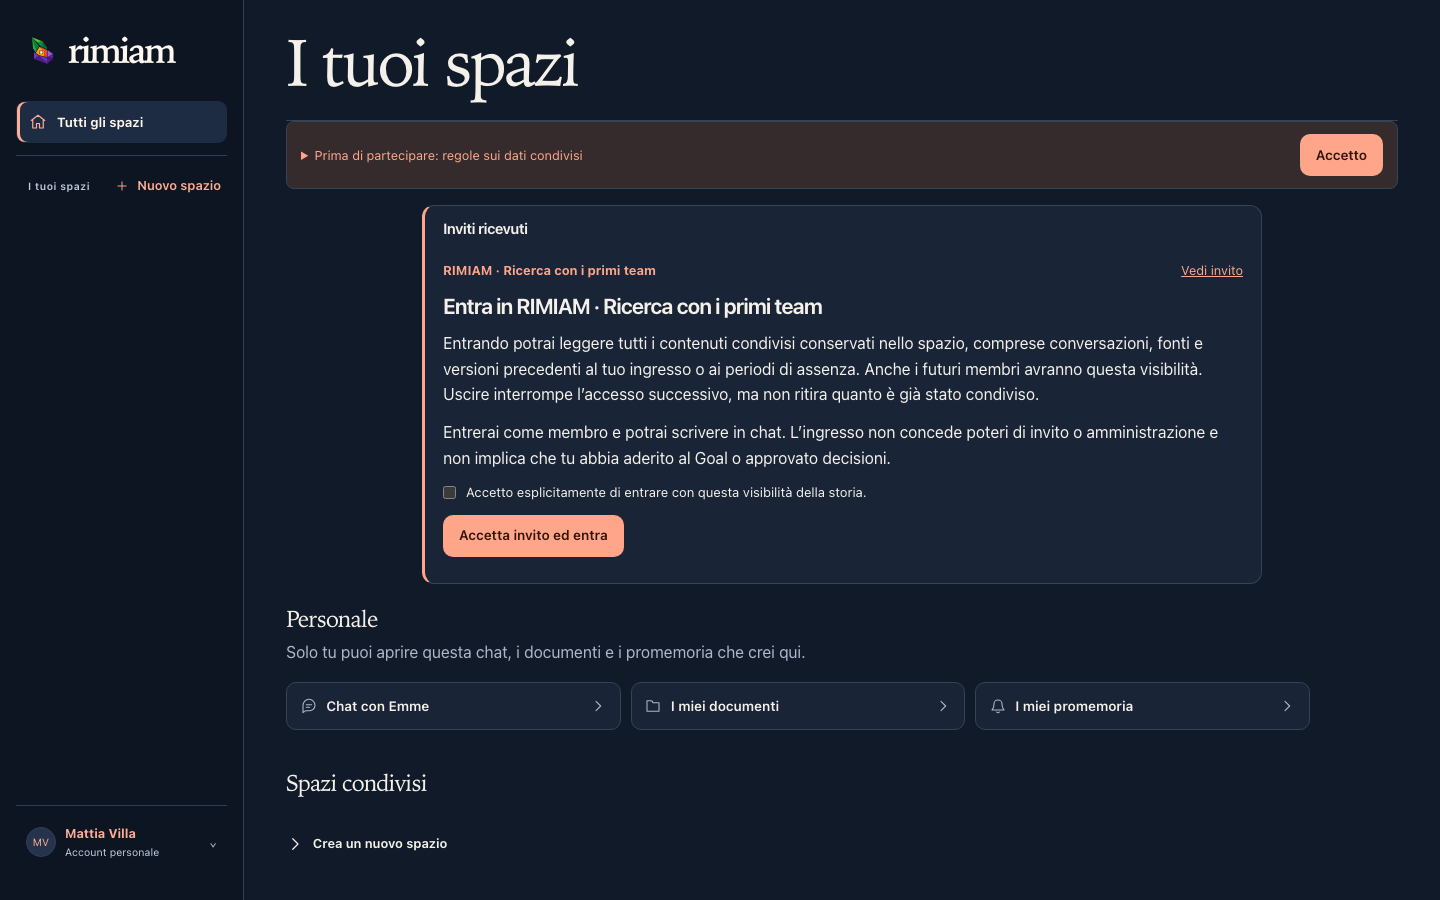 rimiam
Tutti gli spazi
I tuoi spazi
+ Nuovo spazio
MV
Mattia Villa
Account personale
I tuoi spazi
Prima di partecipare: regole sui dati condivisi
Accetto
Inviti ricevuti
RIMIAM · Ricerca con i primi team
Vedi invito
Entra in RIMIAM · Ricerca con i primi team
Entrando potrai leggere tutti i contenuti condivisi conservati nello spazio, comprese conversazioni, fonti e
versioni precedenti al tuo ingresso o ai periodi di assenza. Anche i futuri membri avranno questa visibilità.
Uscire interrompe l’accesso successivo, ma non ritira quanto è già stato condiviso.
Entrerai come membro e potrai scrivere in chat. L’ingresso non concede poteri di invito o amministrazione e
non implica che tu abbia aderito al Goal o approvato decisioni.
Accetto esplicitamente di entrare con questa visibilità della storia.
Accetta invito ed entra
Personale
Solo tu puoi aprire questa chat, i documenti e i promemoria che crei qui.
Chat con Emme
I miei documenti
I miei promemoria
Spazi condivisi
Crea un nuovo spazio